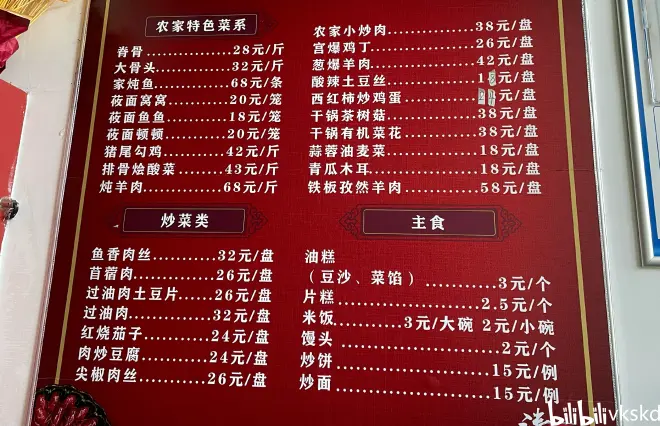 农家特色菜系
脊骨..................28元/斤
大骨头...............32元/斤
家炖鱼...............68元/条
莜面窝窝............20元/笼
莜面鱼鱼............18元/笼
莜面顿顿............20元/笼
猪尾勾鸡............42元/斤
排骨烩酸菜.........43元/斤
炖羊肉...............68元/斤
农家小炒肉............38元/盘
宫爆鸡丁...............26元/盘
葱爆羊肉...............42元/盘
酸辣土豆丝............元/盘
西红柿炒鸡蛋.........元/盘
干锅茶树菇............38元/盘
干锅有机菜花.........38元/盘
蒜蓉油麦菜............18元/盘
青瓜木耳...............18元/盘
铁板孜然羊肉.........58元/盘
炒菜类
鱼香肉丝............32元/盘
苜蓿肉...............26元/盘
过油肉土豆片......26元/盘
过油肉...............32元/盘
红烧茄子............24元/盘
肉炒豆腐............24元/盘
尖椒肉丝............26元/盘
主食
油糕
（豆沙、菜馅）............3元/个
片糕........................2.5元/个
米饭............3元/大碗 2元/小碗
馒头........................2元/个
炒饼........................15元/例
炒面........................15元/例
bilibili vkskd